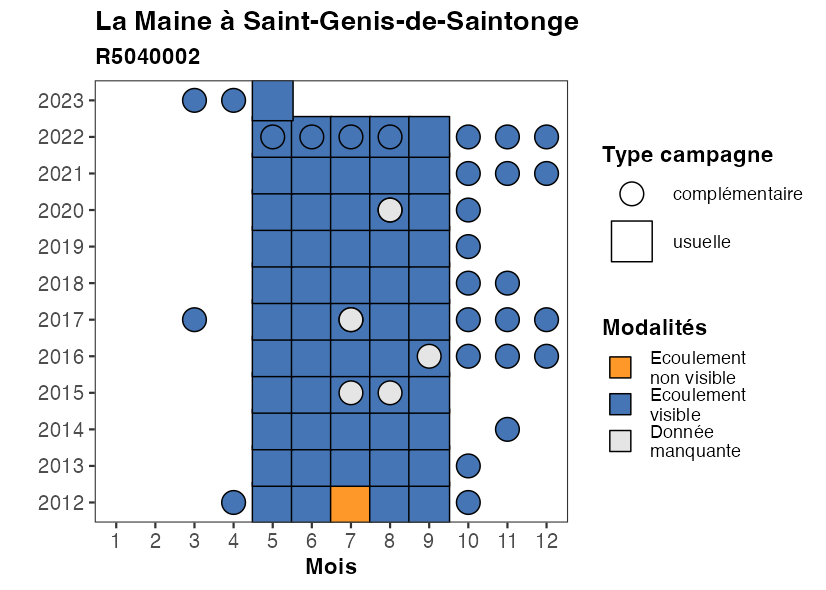 La Maine à Saint-Genis-de-Saintonge
R5040002
2023
2022
2021
2020
2019
2018
2017
2016
2015
2014
2013
2012
1 2 3 4 5 6 7 8 9 10 11 12
Mois
Type campagne
complémentaire
usuelle
Modalités
Ecoulement
non visible
Ecoulement
visible
Donnée
manquante